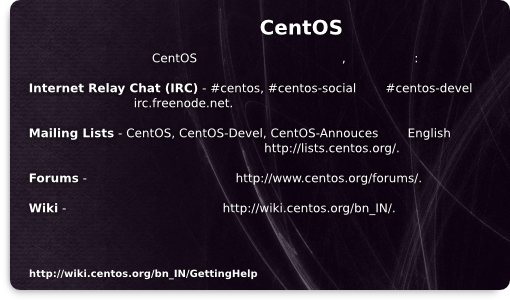 CentOS
CentOS , :
Internet Relay Chat (IRC) - #centos, #centos-social #centos-devel
irc.freenode.net.
Mailing Lists - CentOS, CentOS-Devel, CentOS-Annouces English
http://lists.centos.org/.
Forums - http://www.centos.org/forums/.
Wiki - http://wiki.centos.org/bn_IN/.
http://wiki.centos.org/bn_IN/GettingHelp